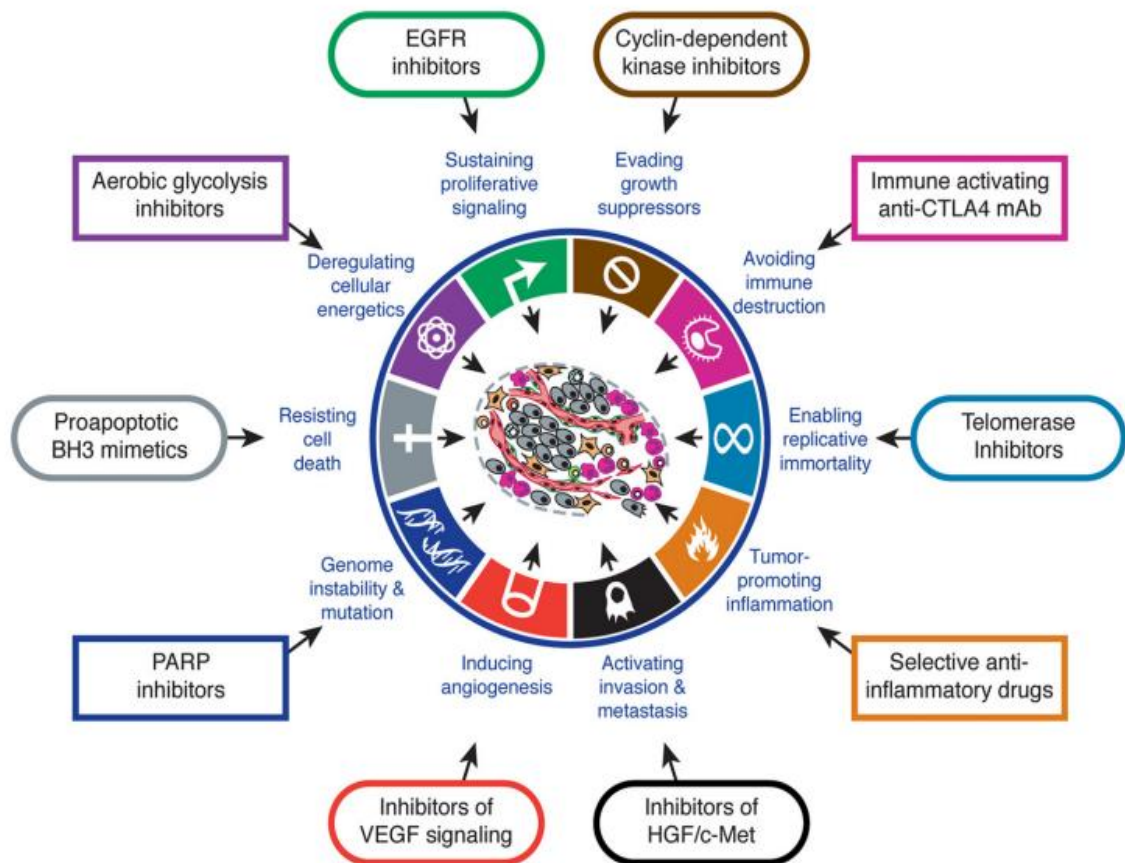 EGFR
inhibitors
Cyclin-dependent
kinase inhibitors
Sustaining
proliferative
signaling
Evading
growth
suppressors
Aerobic glycolysis
inhibitors
Immune activating
anti-CTLA4 mAb
Deregulating
cellular
energetics
Avoiding
immune
destruction
Proapoptotic
BH3 mimetics
Resisting
cell
death
Enabling
replicative
immortality
Telomerase
Inhibitors
Genome
instability &
mutation
Tumor-
promoting
inflammation
PARP
inhibitors
Inducing
angiogenesis
Activating
invasion &
metastasis
Selective anti-
inflammatory drugs
Inhibitors of
VEGF signaling
Inhibitors of
HGF/c-Met